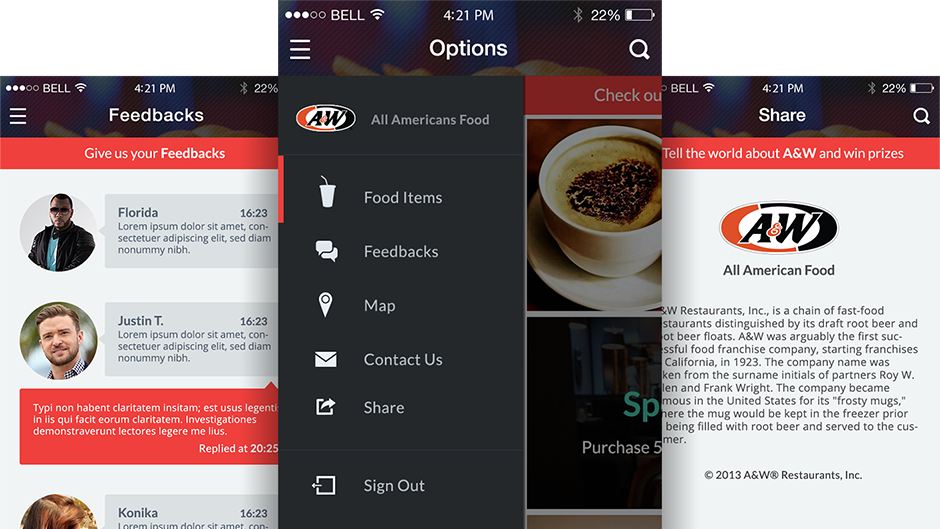 BELL
4:21 PM
22%
Feedbacks
Give us your Feedbacks
Florida 16:23
Lorem ipsum dolor sit amet, con-
sectetuer adipiscing elit, sed diam
nonummy nibh.
Justin T. 16:23
Lorem ipsum dolor sit amet, con-
sectetuer adipiscing elit, sed diam
nonummy nibh.
Typi non habent claritatem insitam; est usus legentis
in iis qui facit eorum claritatem. Investigationes
demonstraverunt lectores legere me lius.
Replied at 20:25
Konika 16:23
Lorem ipsum dolor sit amet, con-
BELL
4:21 PM
22%
Options
A&W
All Americans Food
Food Items
Feedbacks
Map
Contact Us
Share
Sign Out
Check ou
Sp
Purchase 5
BELL
4:21 PM
22%
Share
Tell the world about A&W and win prizes
A&W
All American Food
&W Restaurants, Inc., is a chain of fast-food
staurants distinguished by its draft root beer and
ot beer floats. A&W was arguably the first suc-
ssful food franchise company, starting franchises
California, in 1923. The company name was
ken from the surname initials of partners Roy W.
len and Frank Wright. The company became
mous in the United States for its "frosty mugs,"
here the mug would be kept in the freezer prior
being filled with root beer and served to the cus-
mer.
© 2013 A&W® Restaurants, Inc.